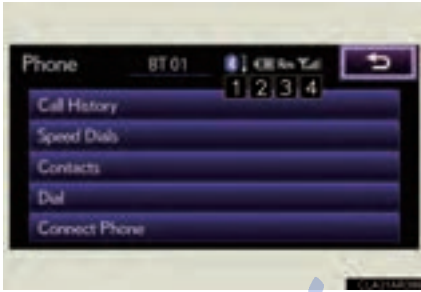 Phone BT 01
1 2 3 4
Call History
Speed Dials
Contacts
Dial
Connect Phone